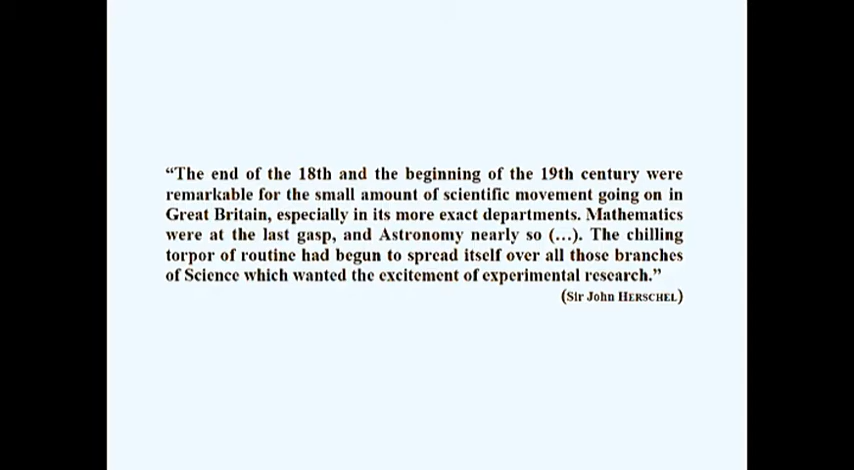 “The end of the 18th and the beginning of the 19th century were
remarkable for the small amount of scientific movement going on in
Great Britain, especially in its more exact departments. Mathematics
were at the last gasp, and Astronomy nearly so (...). The chilling
torpor of routine had begun to spread itself over all those branches
of Science which wanted the excitement of experimental research.”
(Sir John HERSCHEL)